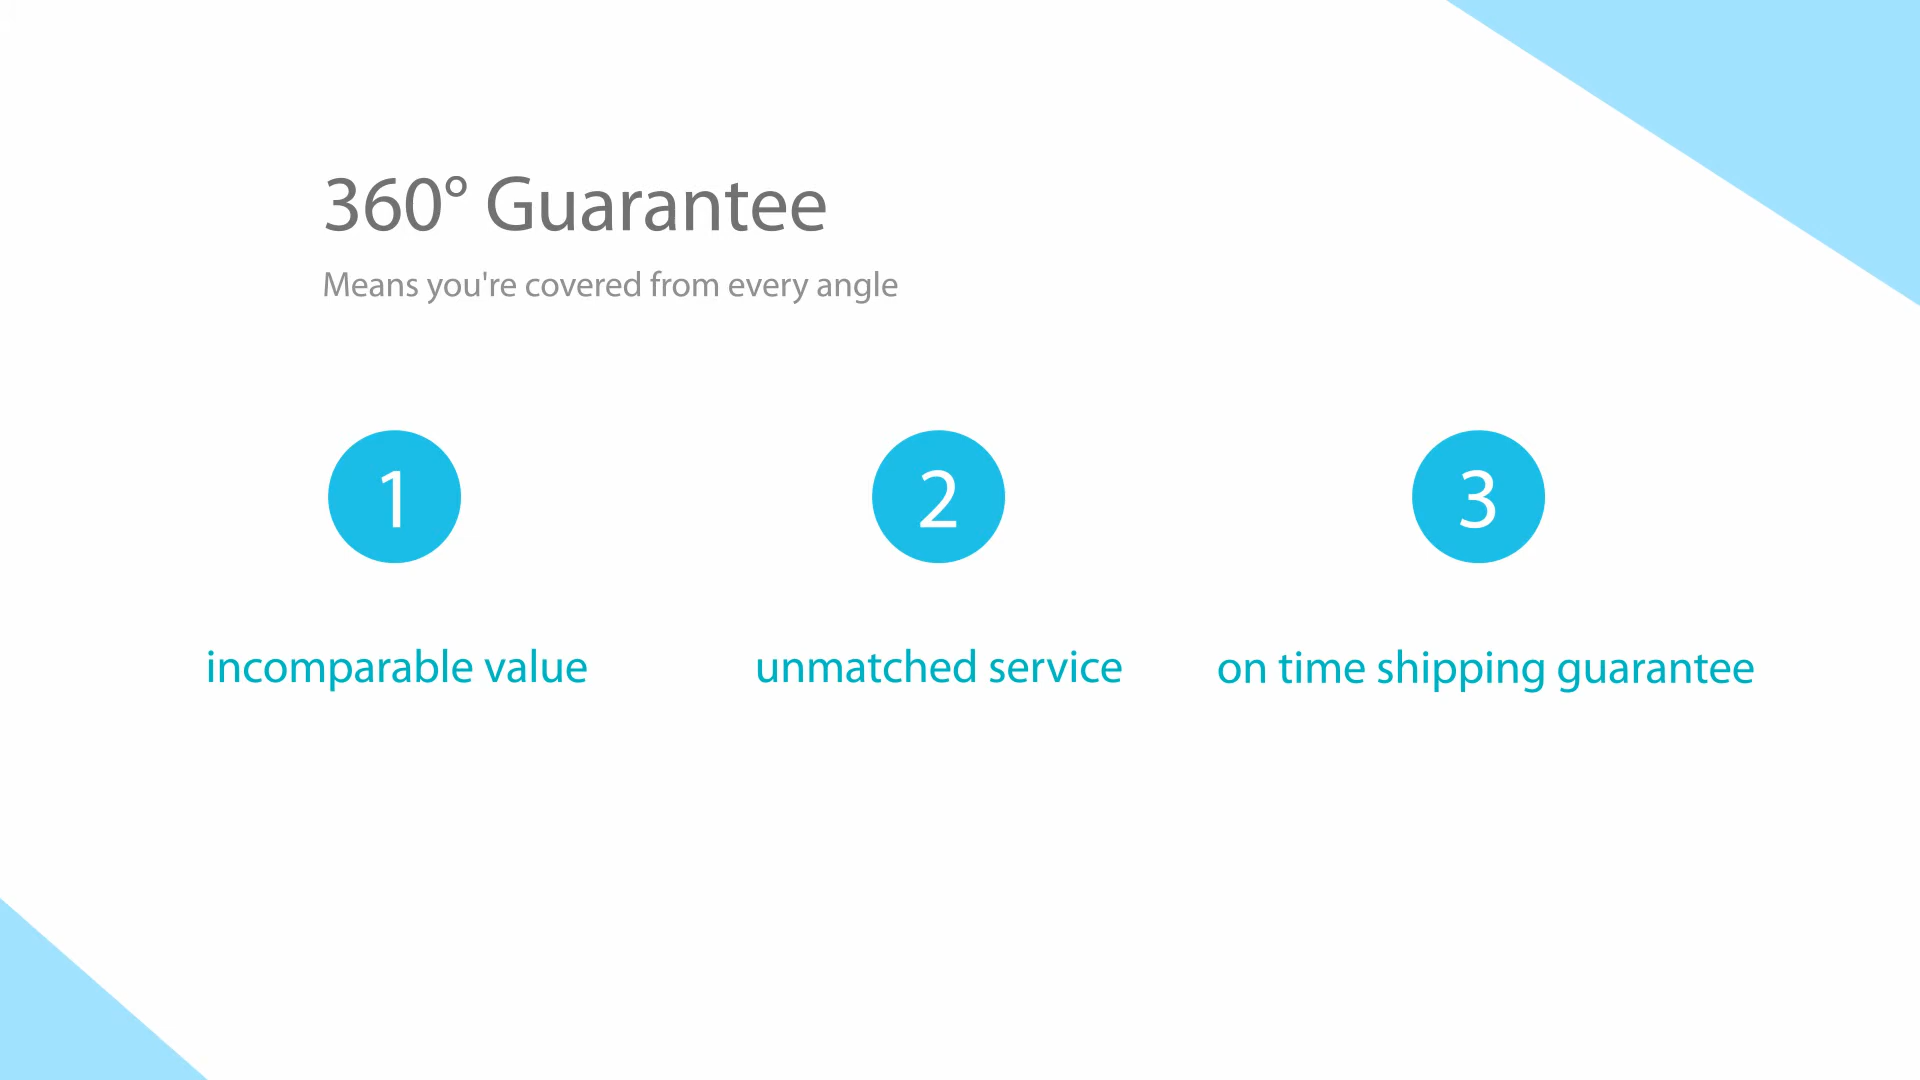 360° Guarantee
Means you're covered from every angle
1
2
3
incomparable value
unmatched service
on time shipping guarantee